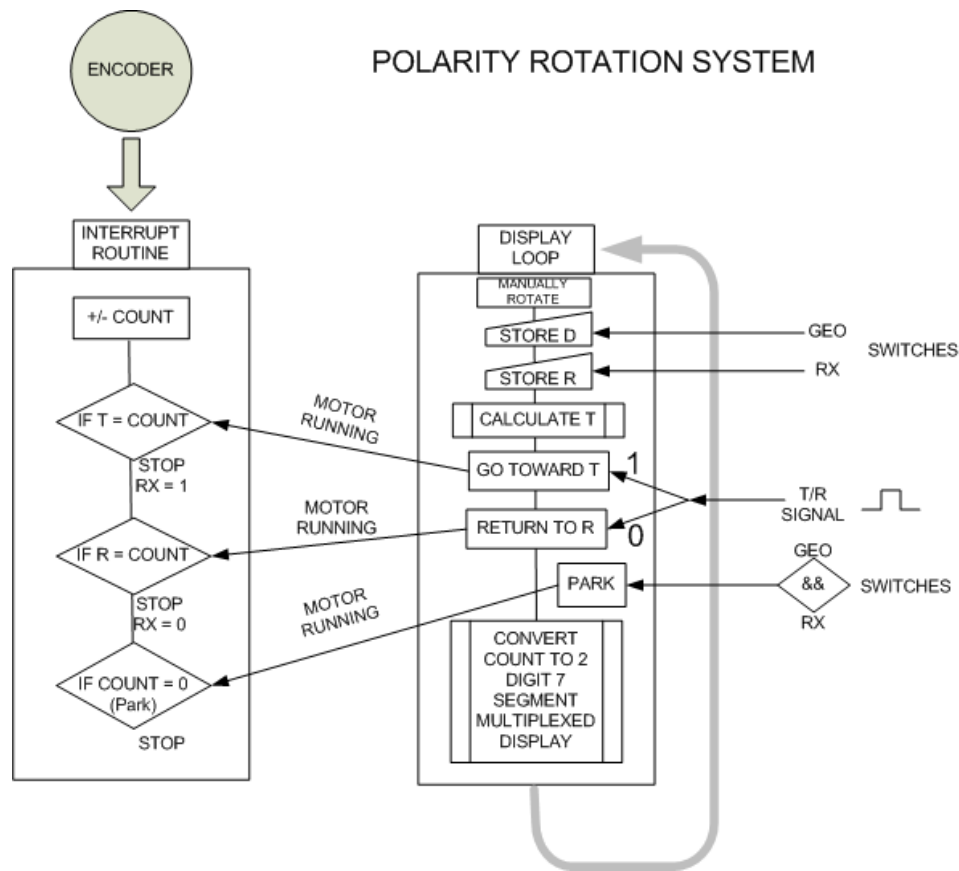 POLARITY ROTATION SYSTEM
ENCODER
INTERRUPT
ROUTINE
+/- COUNT
IF T = COUNT
STOP
RX = 1
IF R = COUNT
STOP
RX = 0
IF COUNT = 0
(Park)
STOP
MOTOR
RUNNING
MOTOR
RUNNING
MOTOR
RUNNING
DISPLAY
LOOP
MANUALLY
ROTATE
STORE D
STORE R
CALCULATE T
GO TOWARD T
1
RETURN TO R
0
PARK
CONVERT
COUNT TO 2
DIGIT 7
SEGMENT
MULTIPLEXED
DISPLAY
GEO
SWITCHES
RX
T/R
SIGNAL
GEO
&&
SWITCHES
RX